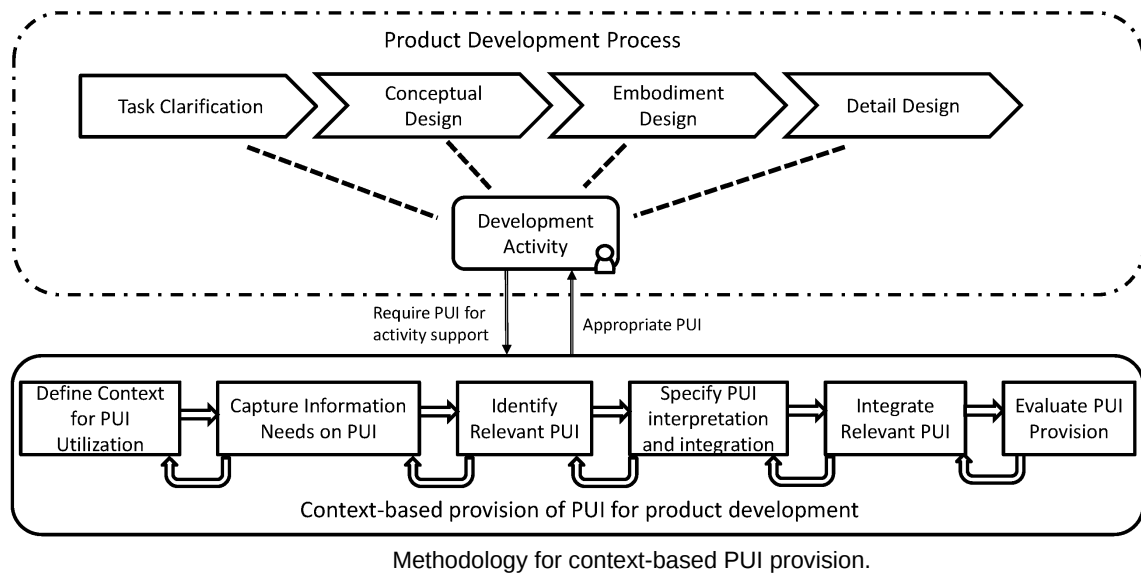 Product Development Process
Task Clarification
Conceptual
Design
Embodiment
Design
Detail Design
Development
Activity
Require PUI for
activity support
Appropriate PUI
Define Context
for PUI
Utilization
Capture Information
Needs on PUI
Identify
Relevant PUI
Specify PUI
interpretation
and integration
Integrate
Relevant PUI
Evaluate PUI
Provision
Context-based provision of PUI for product development
Methodology for context-based PUI provision.